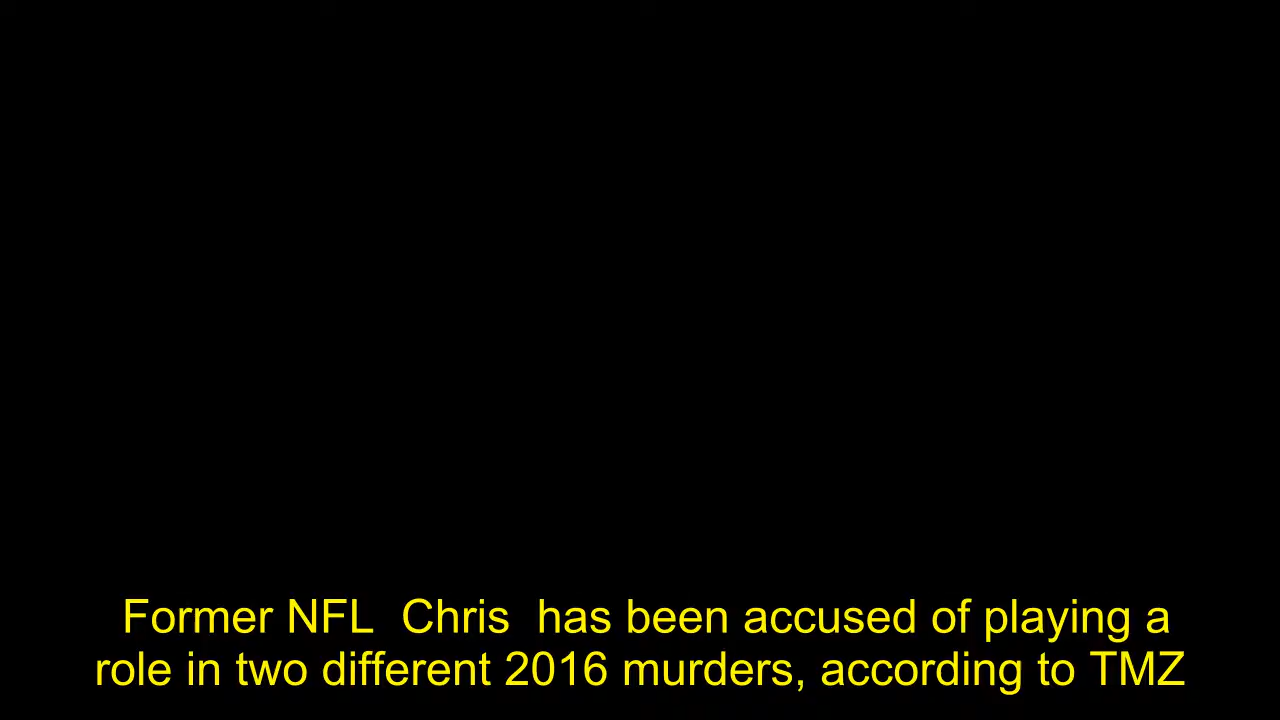 Former NFL  Chris  has been accused of playing a
role in two different 2016 murders, according to TMZ